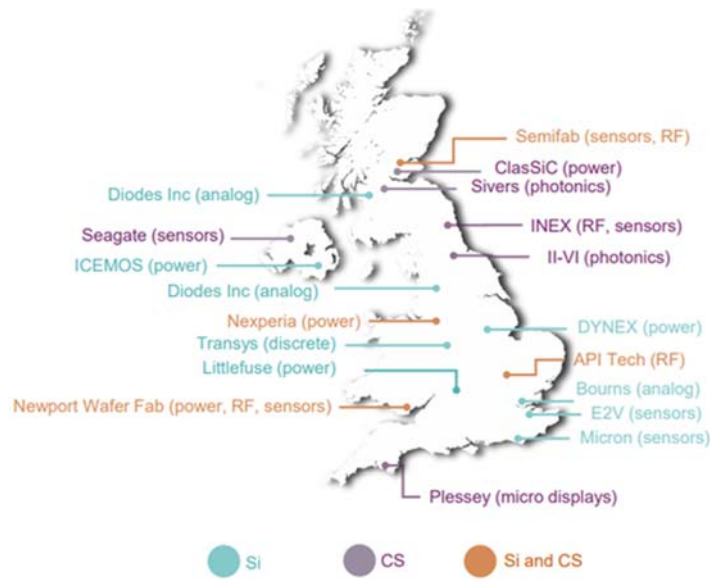 Semifab (sensors, RF)
ClasSiC (power)
Sivers (photonics)
Diodes Inc (analog)
INEX (RF, sensors)
Seagate (sensors)
II-VI (photonics)
ICEMOS (power)
Diodes Inc (analog)
Nexperia (power)
DYNEX (power)
Transys (discrete)
API Tech (RF)
Littlefuse (power)
Bourns (analog)
Newport Wafer Fab (power, RF, sensors)
E2V (sensors)
Micron (sensors)
Plessey (micro displays)
Si
CS
Si and CS